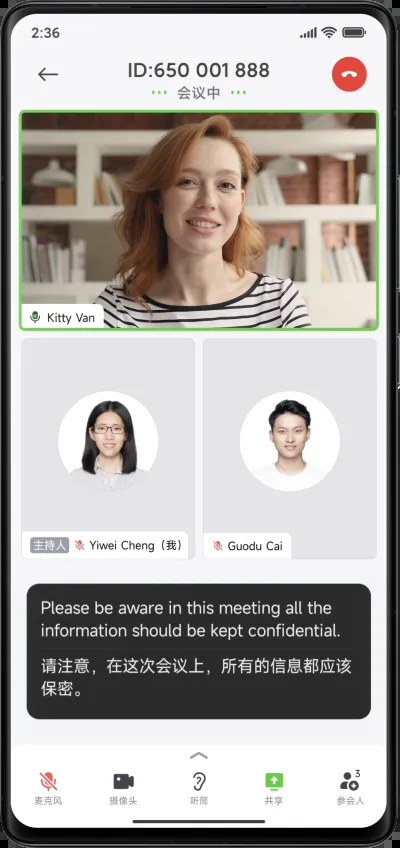 2:36
ID:650 001 888
会议中
Kitty Van
主持人 Yiwei Cheng（我）
Guodu Cai
Please be aware in this meeting all the
information should be kept confidential.
请注意，在这次会议上，所有的信息都应该
保密。
3
麦克风 摄像头 听筒 共享 参会人